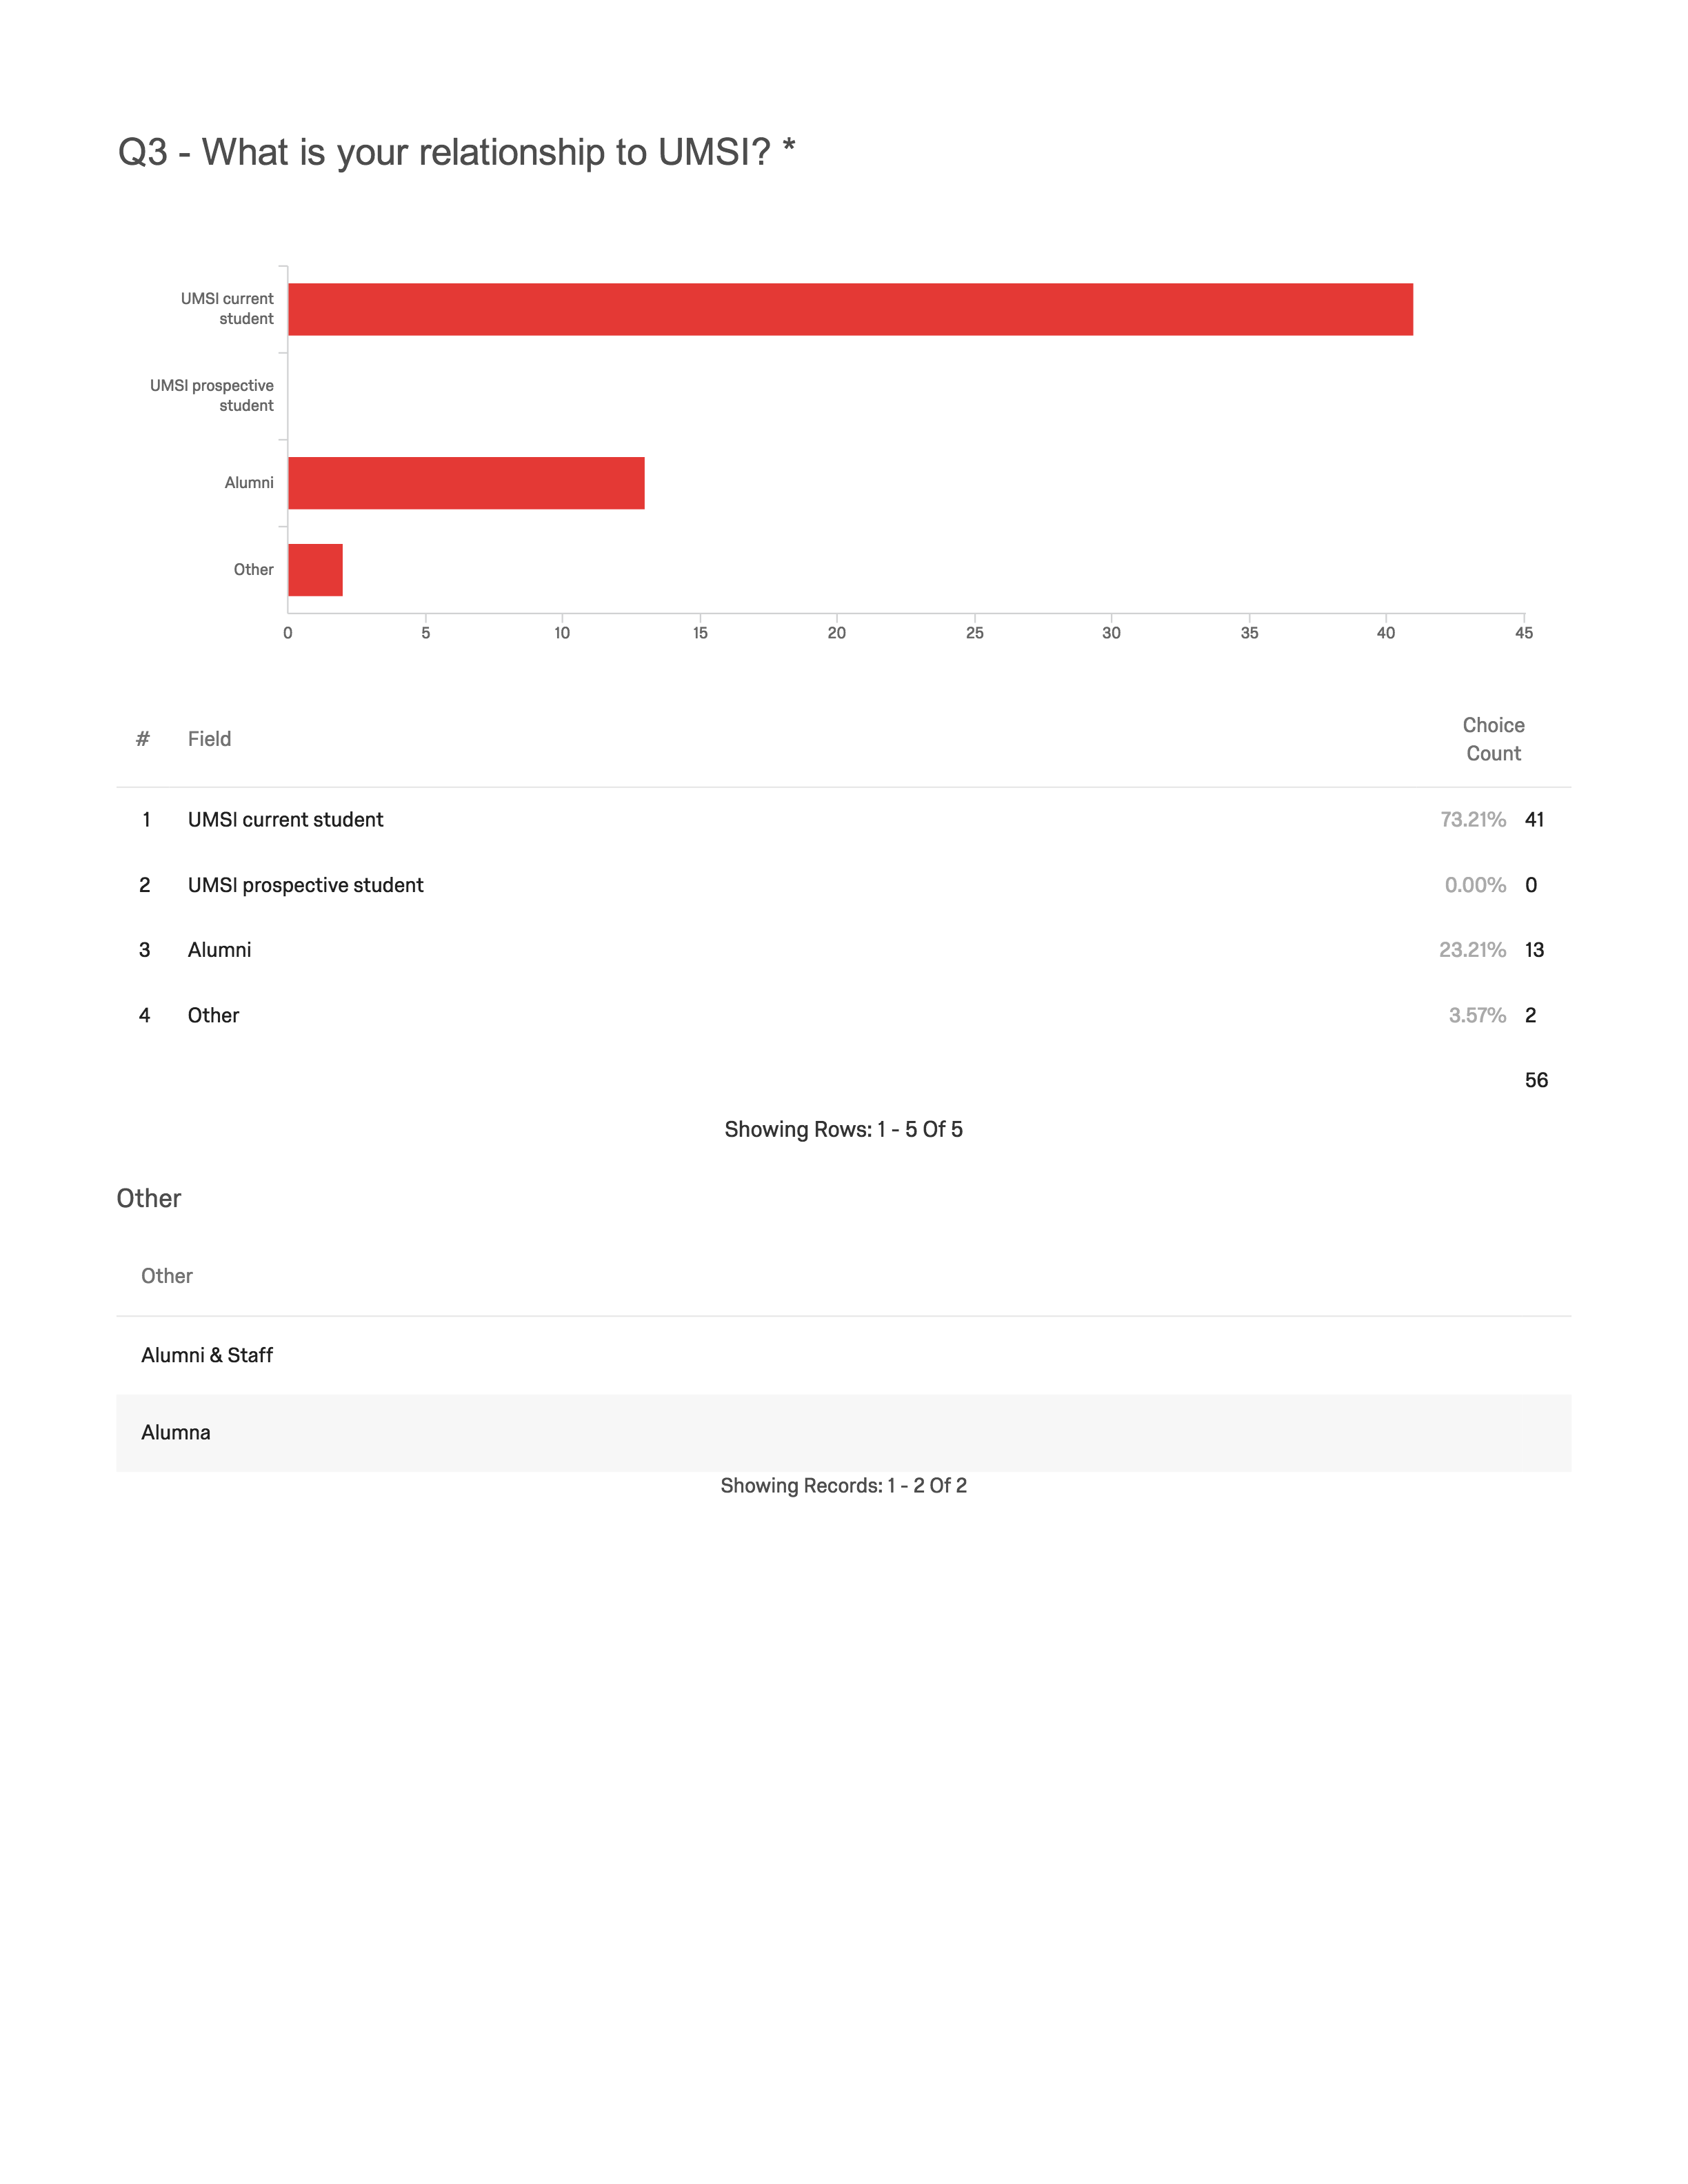 Q3 - What is your relationship to UMSI? *
UMSI current
student
UMSI prospective
student
Alumni
Other
0 5 10 15 20 25 30 35 40 45
# Field Choice
Count
1 UMSI current student 73.21% 41
2 UMSI prospective student 0.00% 0
3 Alumni 23.21% 13
4 Other 3.57% 2
56
Showing Rows: 1 - 5 Of 5
Other
Other
Alumni & Staff
Alumna
Showing Records: 1 - 2 Of 2